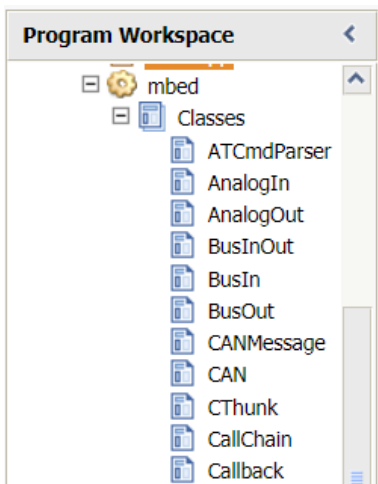 Program Workspace
mbed
Classes
ATCmdParser
AnalogIn
AnalogOut
BusInOut
BusIn
BusOut
CANMessage
CAN
CThunk
CallChain
Callback